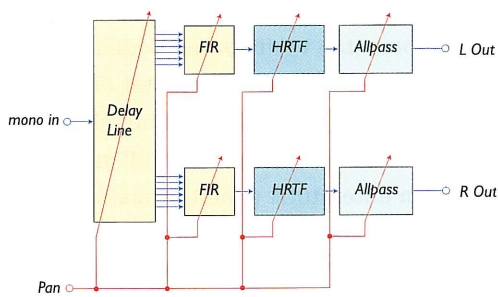 FIR HRTF Allpass L Out
mono in
Delay
Line
FIR HRTF Allpass R Out
Pan